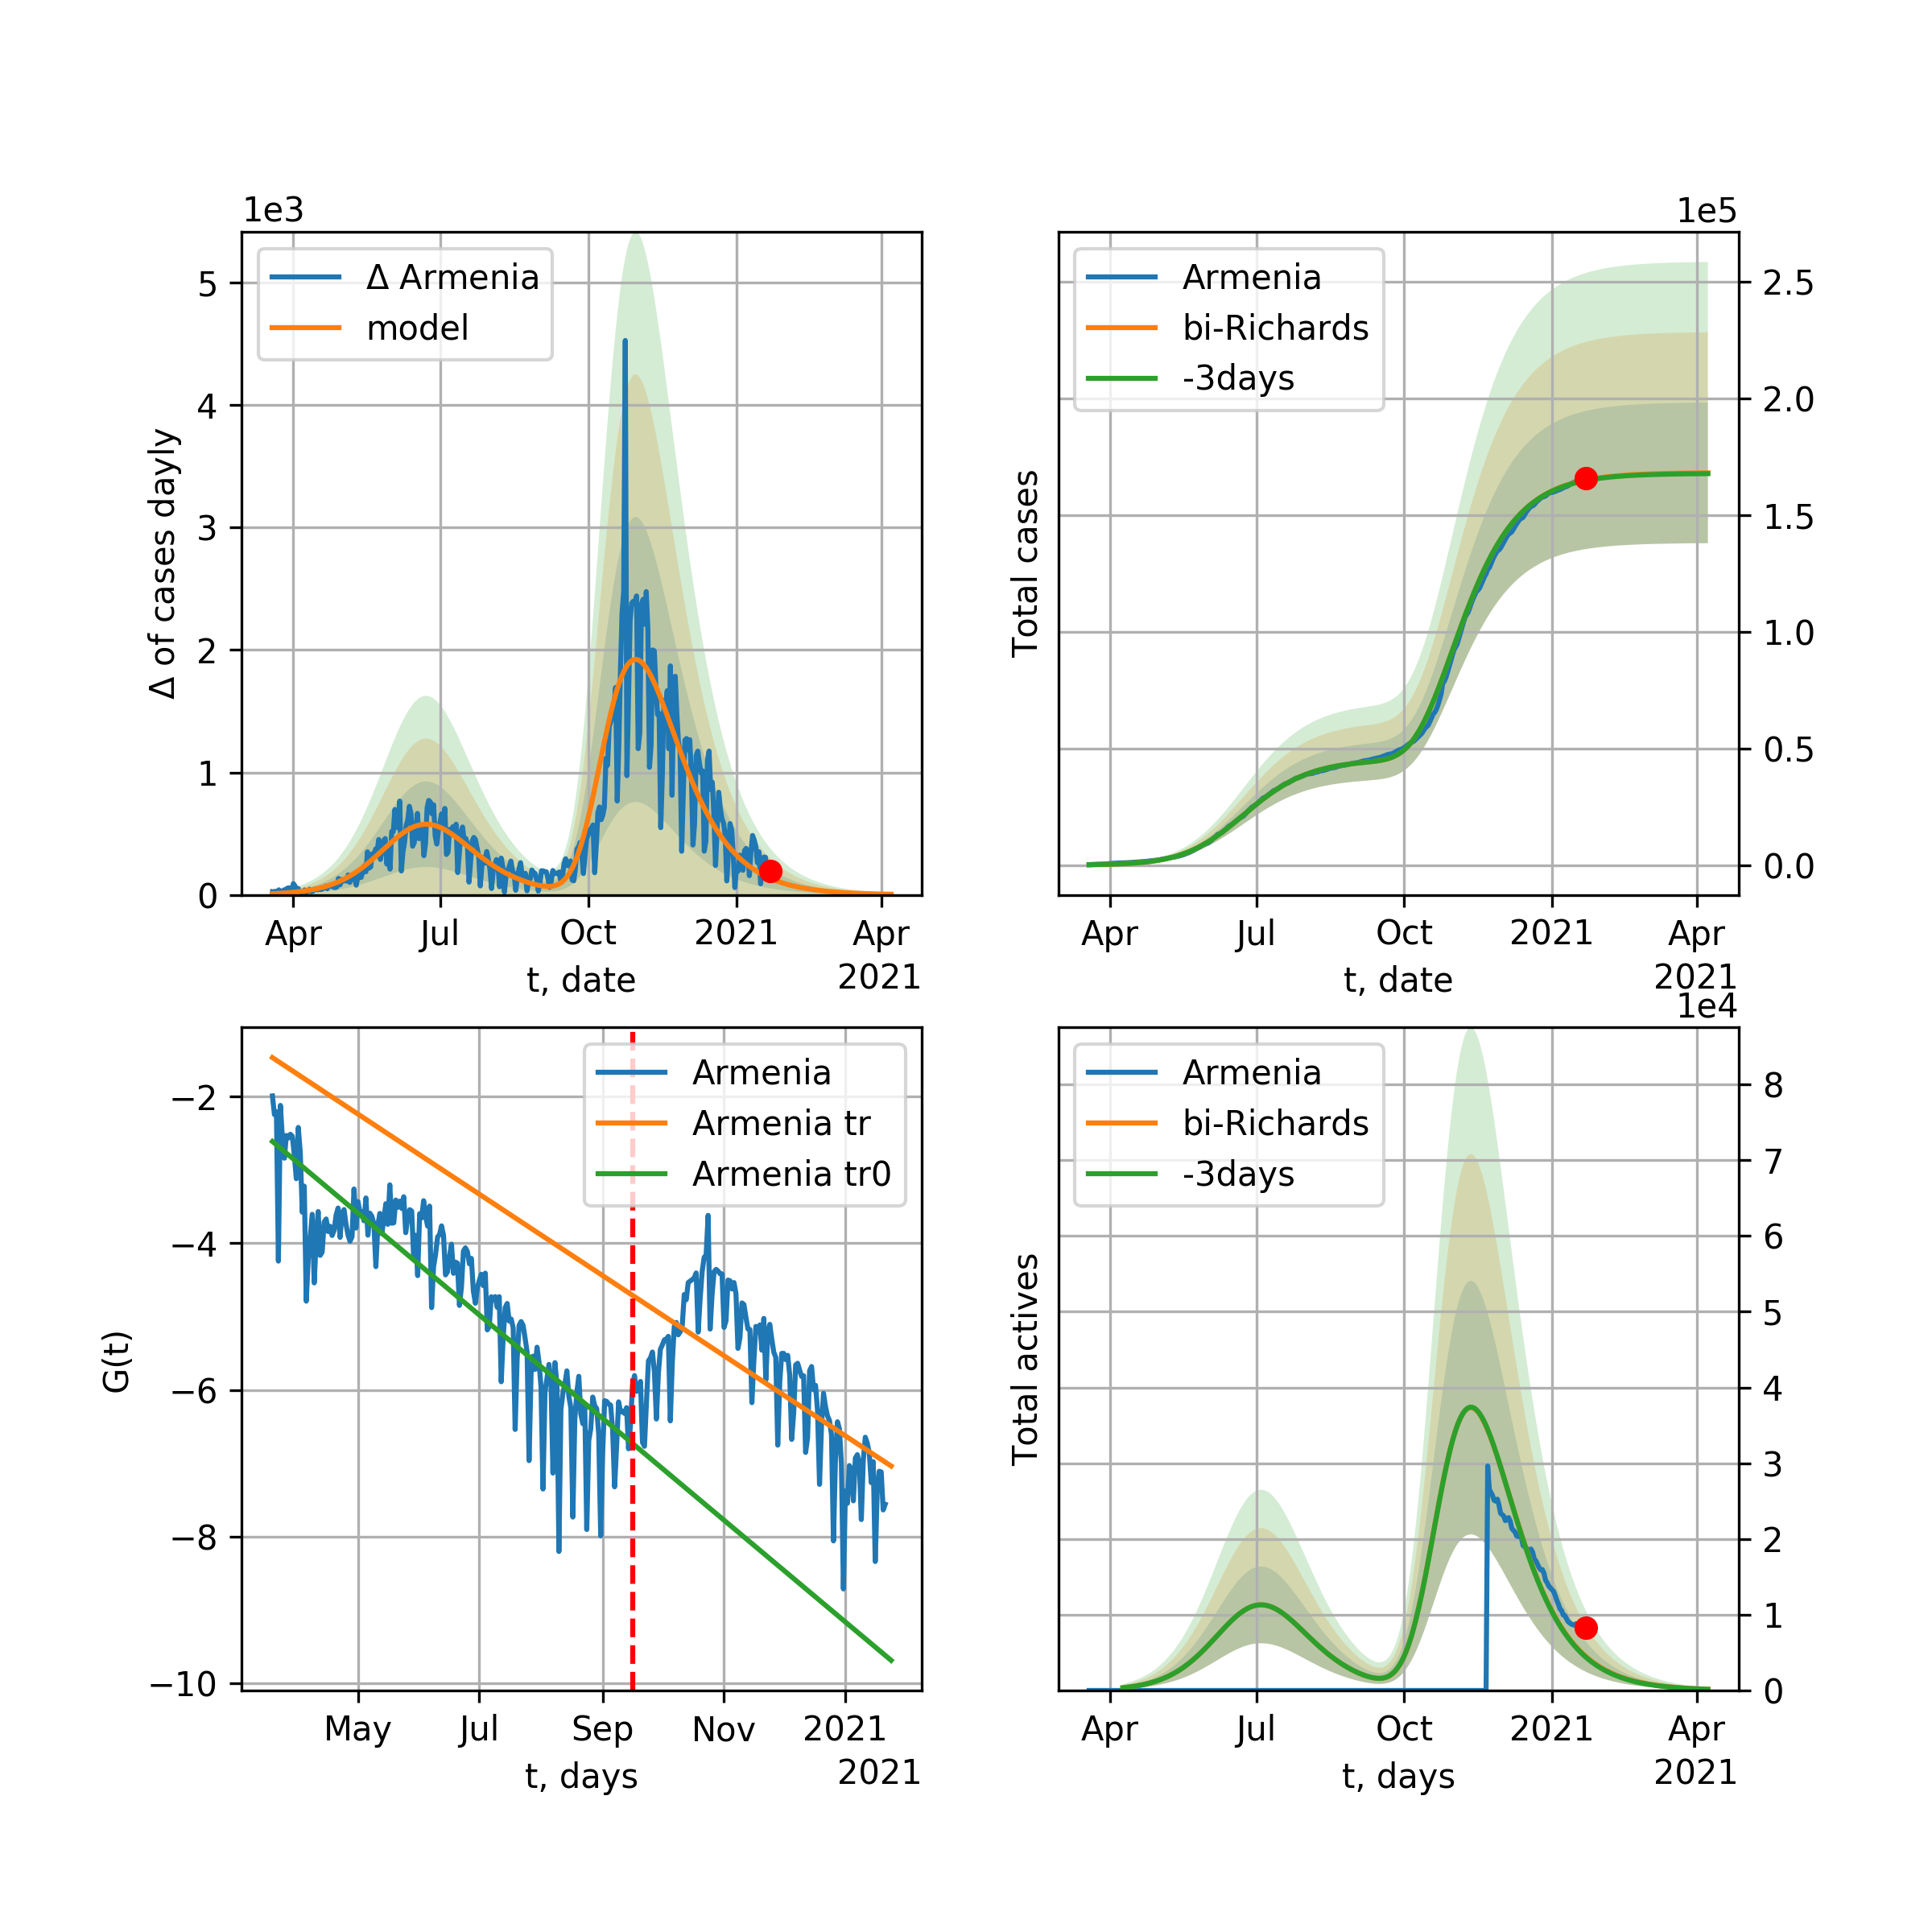 1e3
Δ of cases dayly
5
4
3
2
1
0
Δ Armenia
model
Apr
Jul
Oct
2021
Apr
2021
t, date
1e5
Total cases
Armenia
bi-Richards
-3days
2.5
2.0
1.5
1.0
0.5
0.0
Apr
Jul
Oct
2021
Apr
2021
t, date
G(t)
−2
−4
−6
−8
−10
Armenia
Armenia tr
Armenia tr0
May
Jul
Sep
Nov
2021
2021
t, days
1e4
Total actives
Armenia
bi-Richards
-3days
8
7
6
5
4
3
2
1
0
Apr
Jul
Oct
2021
Apr
2021
t, days